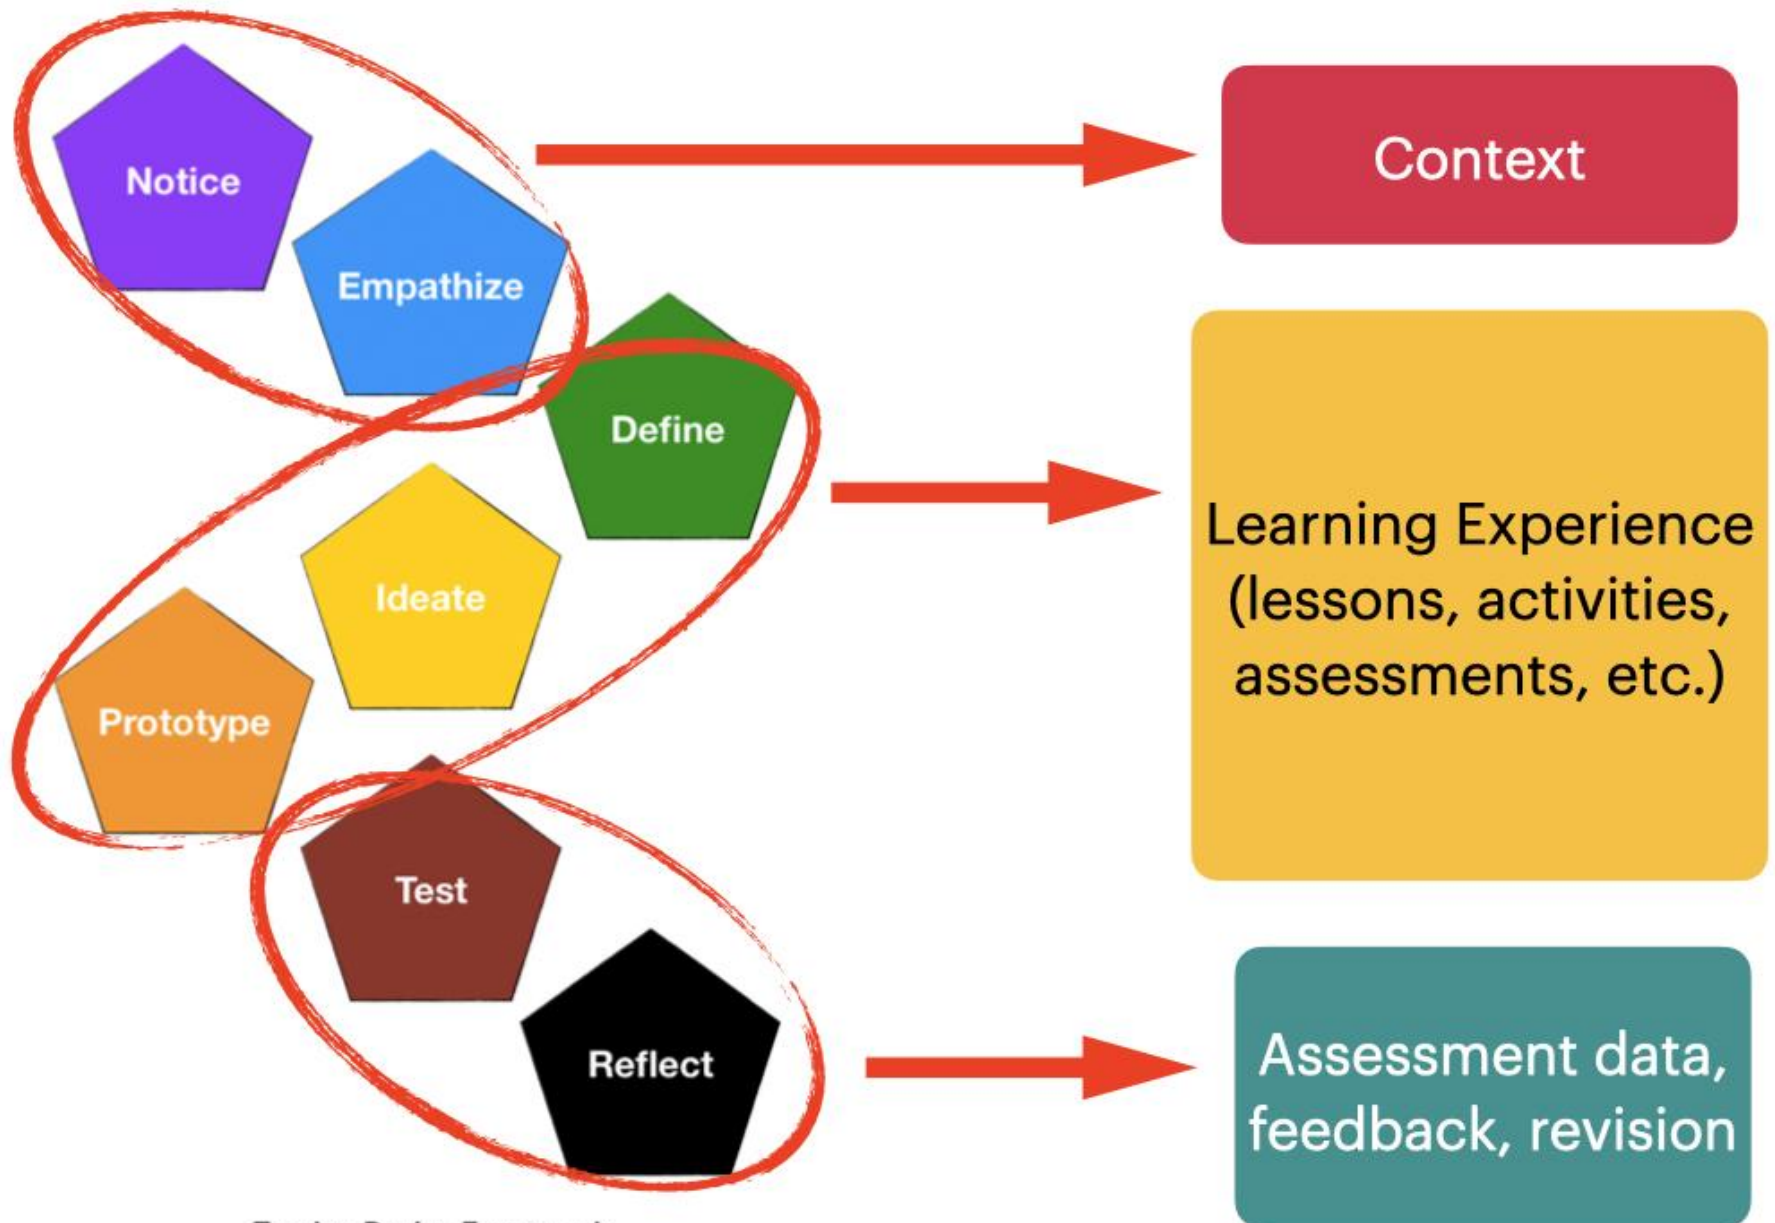 Notice
Empathize
Define
Ideate
Prototype
Test
Reflect
Context
Learning Experience
(lessons, activities,
assessments, etc.)
Assessment data,
feedback, revision